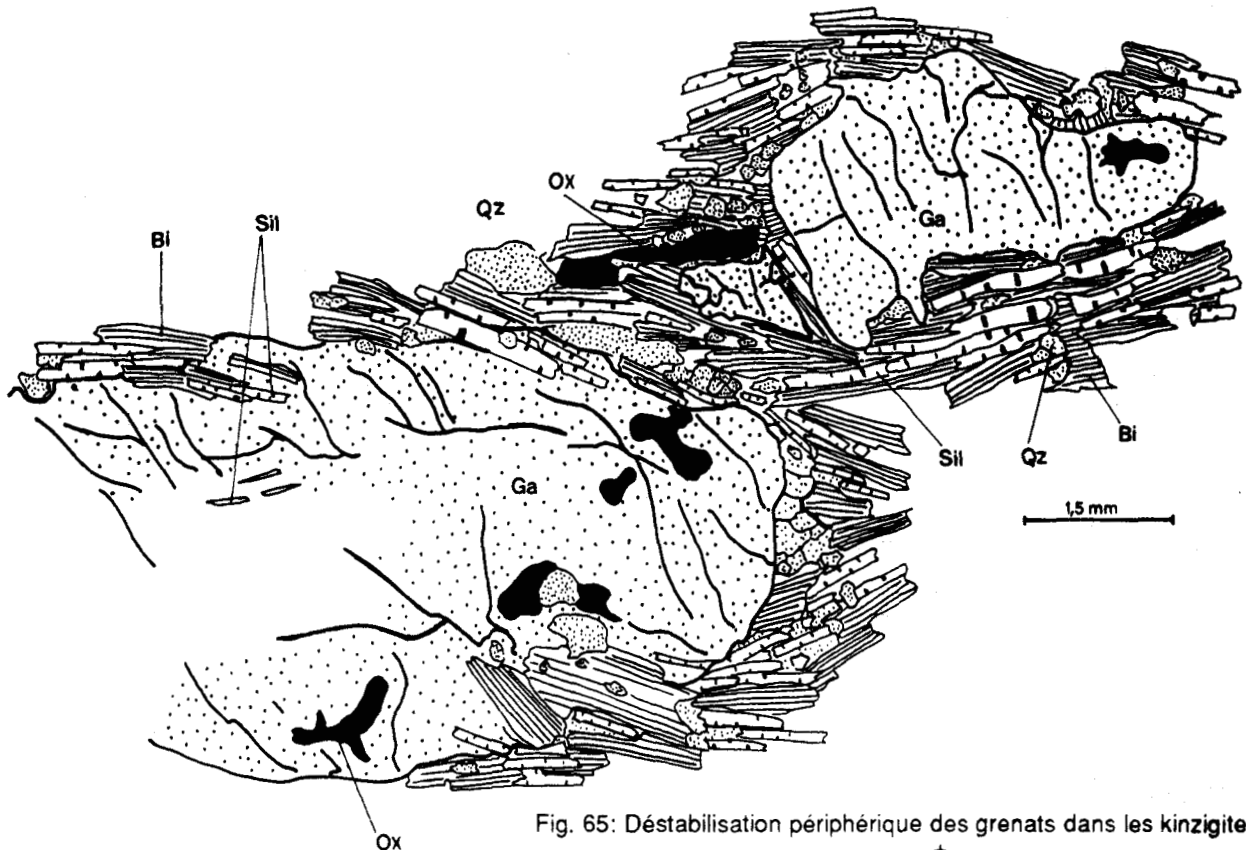 Ox
Ga
Qz
Sil
Bi
Sil
Qz
Bi
1,5 mm
Ga
Ox
Fig. 65: Déstabilisation périphérique des grenats dans les kinzigite